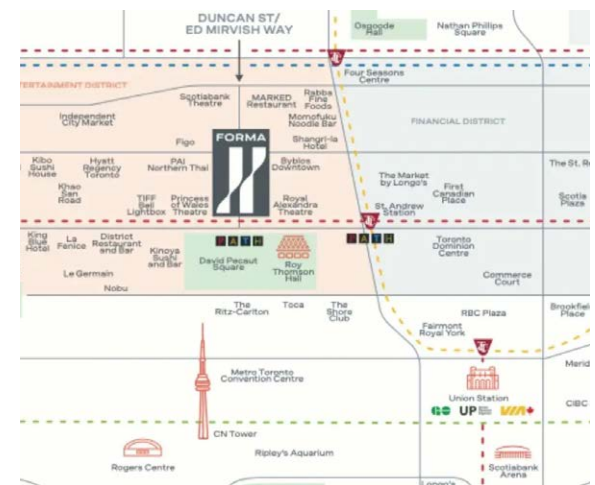 DUNCAN ST/
ED MIRVISH WAY
Osgoode
Hall
Nathan Phillips
Square
Four Seasons
Centre
TERTAINMENT DISTRICT
Scotiabank
Theatre
MARKED
Restaurant
Rabba
Fine
Foods
Independent
City Market
Momofuku
Noodle Bar
FINANCIAL DISTRICT
Figo
FORMA
Shangri-la
Hotel
Kibo
Sushi
House
Hyatt
Regency
Toronto
PAI
Northern Thai
Byblos
Downtown
The St. R
Khao
San
Road
The Market
by Longo's
First
Canadian
Place
TIFF
Bell
Lightbox
Princess
of Wales
Theatre
Royal
Alexandra
Theatre
St. Andrew
Station
Scotia
Plaza
King
Blue
Hotel
La
Fenice
District
Restaurant
and Bar
Kinoya
Sushi
and Bar
PATH
PATH
Toronto
Dominion
Centre
David Pecaut
Square
Roy
Thomson
Hall
Le Germain
Nobu
Commerce
Court
The
Ritz-Carlton
Toca
The
Shore
Club
RBC Plaza
Brookfie
Place
Fairmont
Royal York
Metro Toronto
Convention Centre
Merid
Union Station
GO UP VIA
CIBC
CN Tower
Rogers Centre
Ripley's Aquarium
Scotiabank
Arena
Longo's